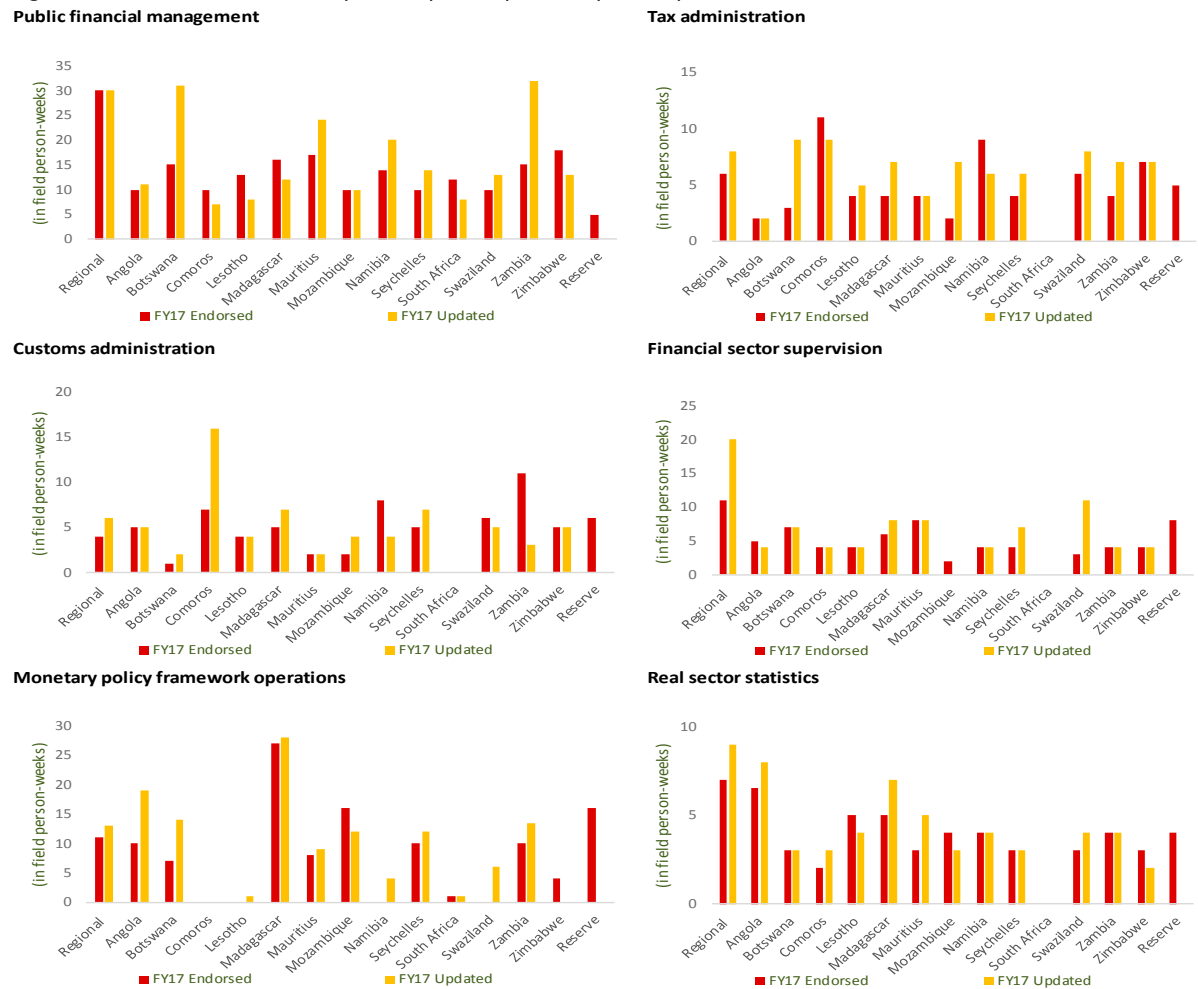 Public financial management
(in field person-weeks)
35
30
25
20
15
10
5
0
Regional
Angola
Botswana
Comoros
Lesotho
Madagascar
Mauritius
Mozambique
Namibia
Seychelles
South Africa
Swaziland
Zambia
Zimbabwe
Reserve
FY17 Endorsed
FY17 Updated
Tax administration
(in field person-weeks)
15
10
5
0
Regional
Angola
Botswana
Comoros
Lesotho
Madagascar
Mauritius
Mozambique
Namibia
Seychelles
South Africa
Swaziland
Zambia
Zimbabwe
Reserve
FY17 Endorsed
FY17 Updated
Customs administration
(in field person-weeks)
20
15
10
5
0
Regional
Angola
Botswana
Comoros
Lesotho
Madagascar
Mauritius
Mozambique
Namibia
Seychelles
South Africa
Swaziland
Zambia
Zimbabwe
Reserve
FY17 Endorsed
FY17 Updated
Financial sector supervision
(in field person-weeks)
25
20
15
10
5
0
Regional
Angola
Botswana
Comoros
Lesotho
Madagascar
Mauritius
Mozambique
Namibia
Seychelles
South Africa
Swaziland
Zambia
Zimbabwe
Reserve
FY17 Endorsed
FY17 Updated
Monetary policy framework operations
(in field person-weeks)
30
25
20
15
10
5
0
Regional
Angola
Botswana
Comoros
Lesotho
Madagascar
Mauritius
Mozambique
Namibia
Seychelles
South Africa
Swaziland
Zambia
Zimbabwe
Reserve
FY17 Endorsed
FY17 Updated
Real sector statistics
(in field person-weeks)
10
5
0
Regional
Angola
Botswana
Comoros
Lesotho
Madagascar
Mauritius
Mozambique
Namibia
Seychelles
South Africa
Swaziland
Zambia
Zimbabwe
Reserve
FY17 Endorsed
FY17 Updated